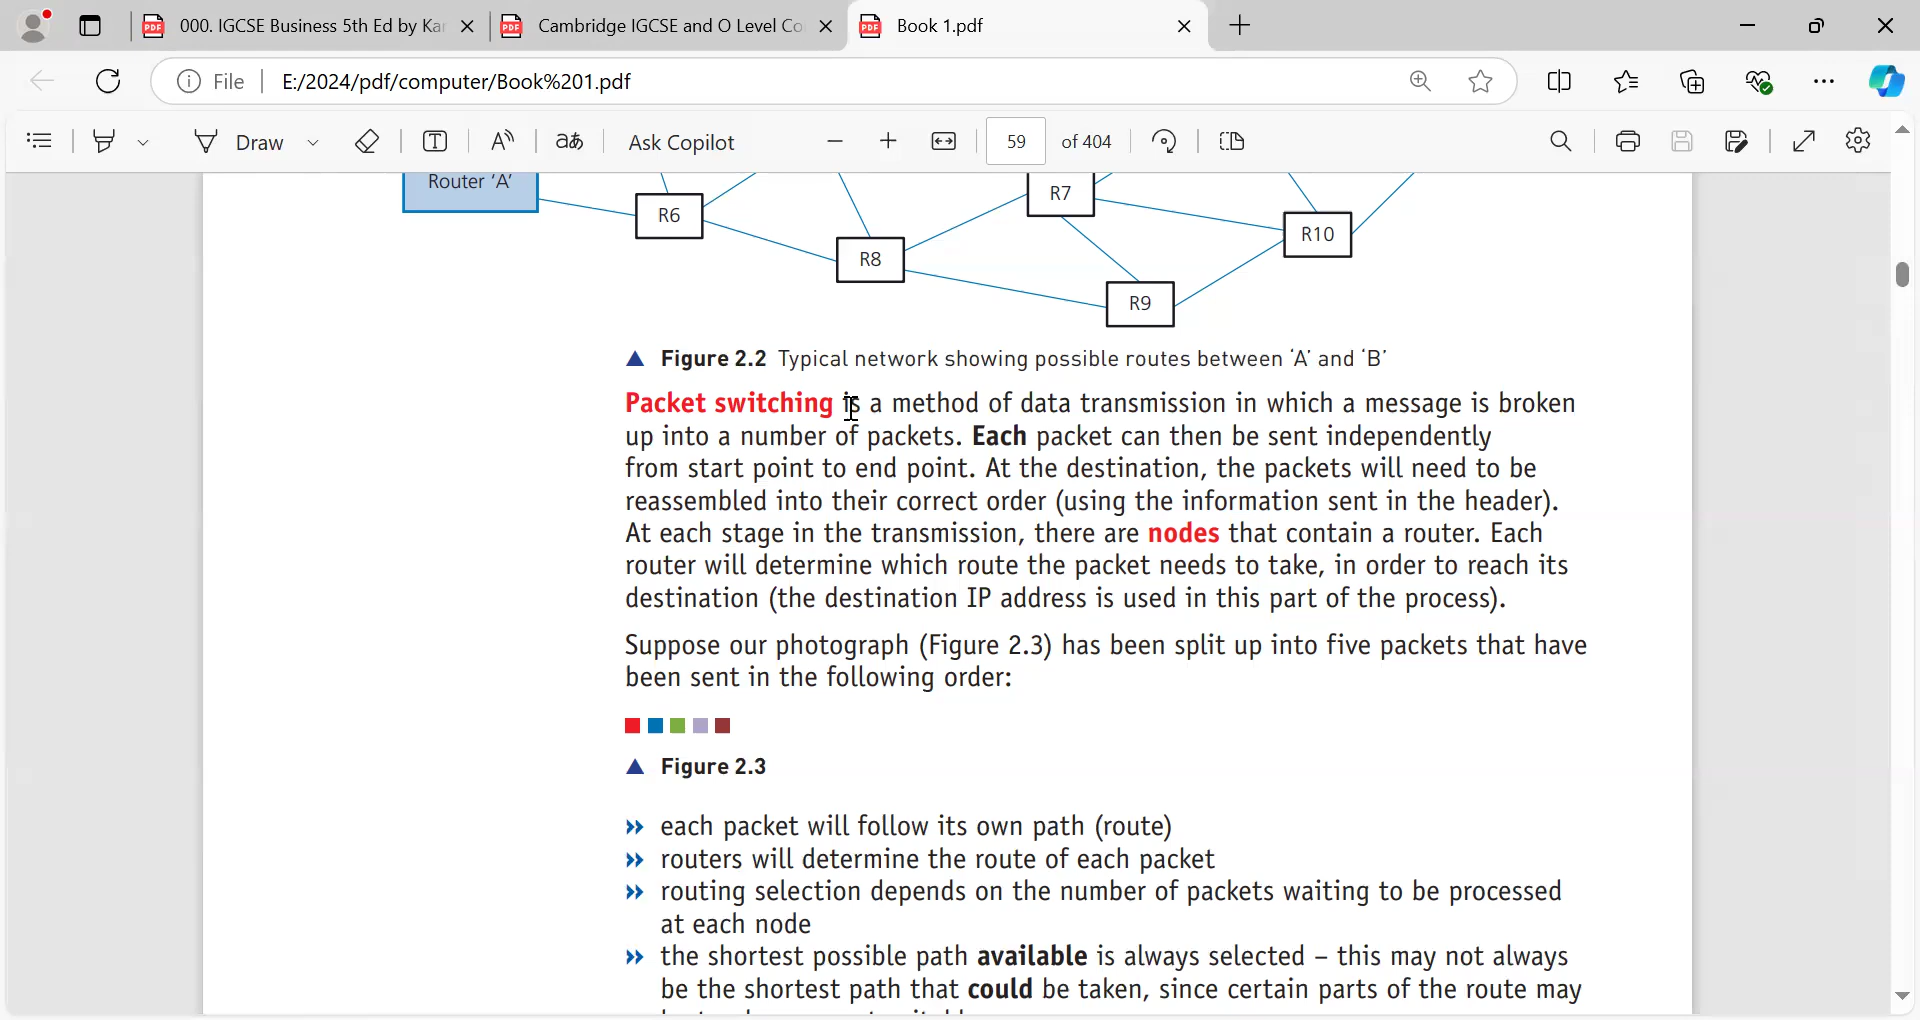 000. IGCSE Business 5th Ed by Ka
Cambridge IGCSE and O Level Co
Book 1.pdf
File
E:/2024/pdf/computer/Book%201.pdf
Draw
Ask Copilot
59 of 404
Router ‘A’
R6
R7
R10
R8
R9
▲ Figure 2.2 Typical network showing possible routes between ‘A’ and ‘B’
Packet switching is a method of data transmission in which a message is broken
up into a number of packets. Each packet can then be sent independently
from start point to end point. At the destination, the packets will need to be
reassembled into their correct order (using the information sent in the header).
At each stage in the transmission, there are nodes that contain a router. Each
router will determine which route the packet needs to take, in order to reach its
destination (the destination IP address is used in this part of the process).
Suppose our photograph (Figure 2.3) has been split up into five packets that have
been sent in the following order:
▲ Figure 2.3
» each packet will follow its own path (route)
» routers will determine the route of each packet
» routing selection depends on the number of packets waiting to be processed
at each node
» the shortest possible path available is always selected – this may not always
be the shortest path that could be taken, since certain parts of the route may